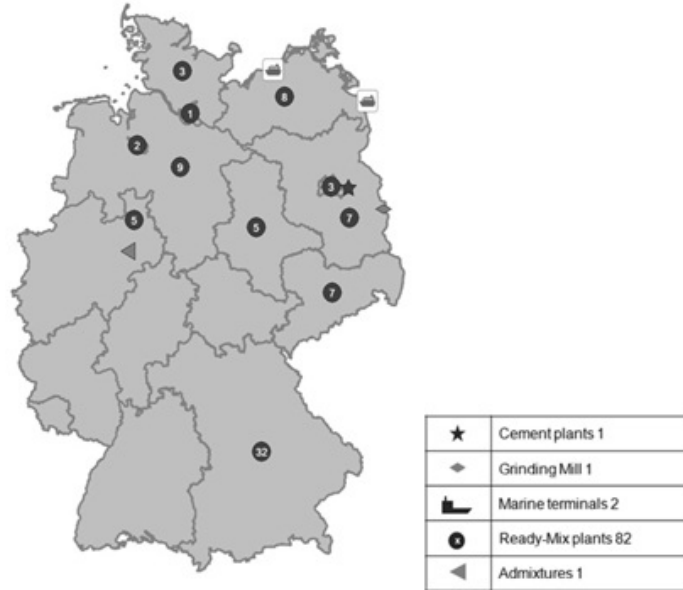 3
8
1
2
9
3
7
5
5
7
32
Cement plants 1
Grinding Mill 1
Marine terminals 2
x Ready-Mix plants 82
Admixtures 1